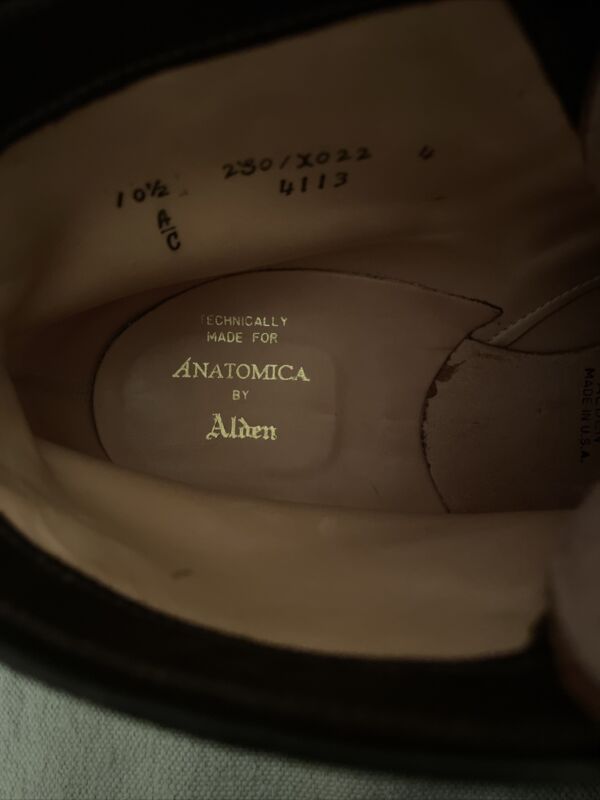 10½ 230/X022 4
4113
A/C
TECHNICALLY
MADE FOR
ANATOMICA
BY
Alden
MADE IN U.S.A.